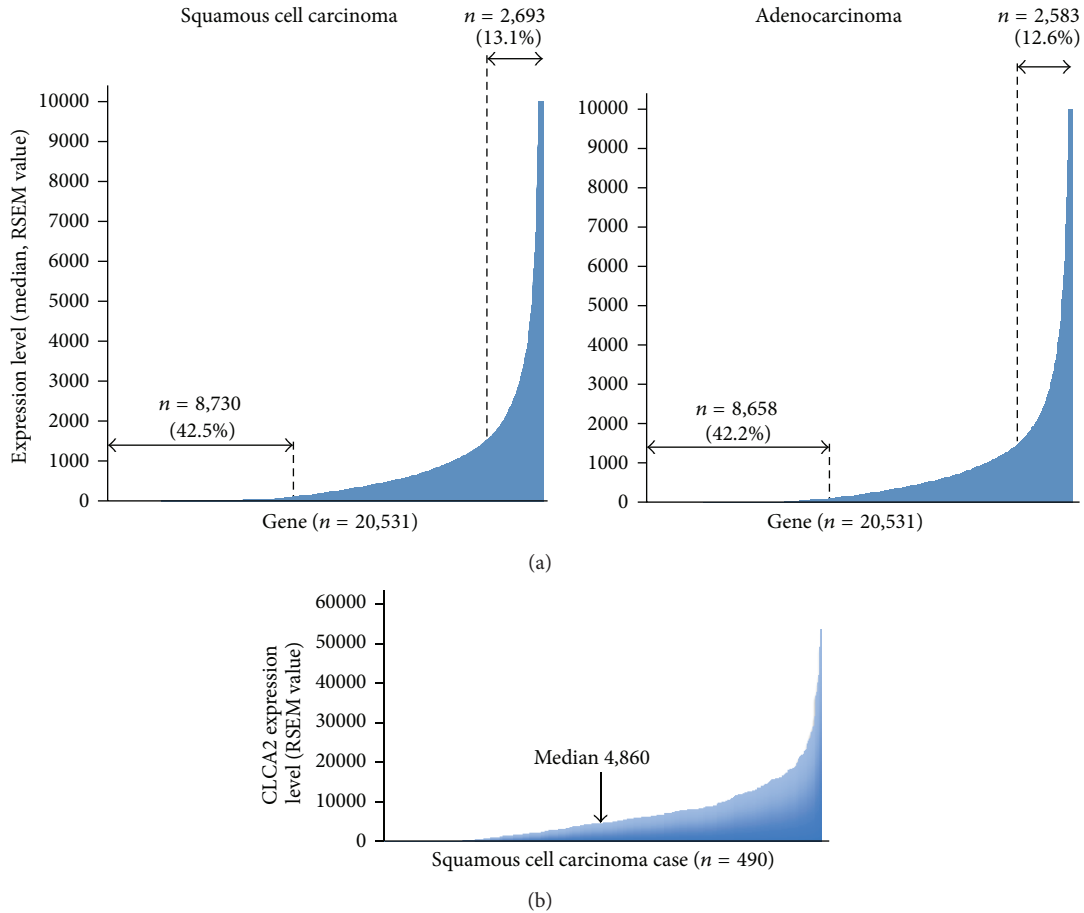 Squamous cell carcinoma
n = 2,693
(13.1%)
Expression level (median, RSEM value)
10000
9000
8000
7000
6000
5000
4000
3000
2000
1000
0
n = 8,730
(42.5%)
Gene (n = 20,531)
Adenocarcinoma
n = 2,583
(12.6%)
10000
9000
8000
7000
6000
5000
4000
3000
2000
1000
0
n = 8,658
(42.2%)
Gene (n = 20,531)
(a)
CLCA2 expression
level (RSEM value)
60000
50000
40000
30000
20000
10000
0
Median 4,860
Squamous cell carcinoma case (n = 490)
(b)